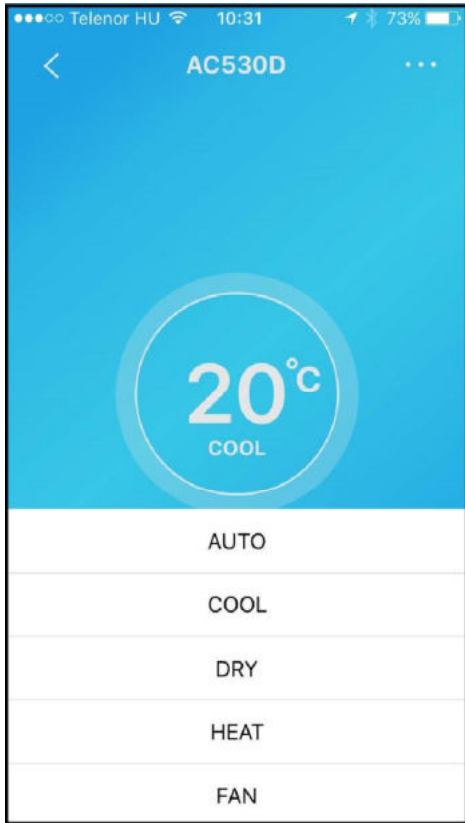 Telenor HU 10:31 73%
AC530D
20°C
COOL
AUTO
COOL
DRY
HEAT
FAN